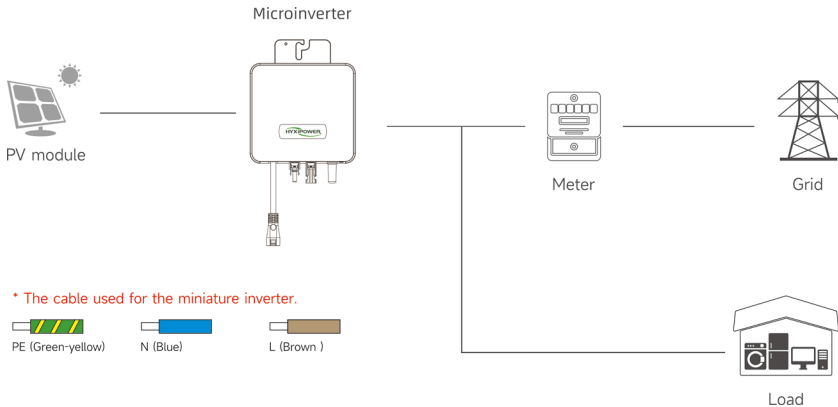 Microinverter
HYXiPOWER
PV module
Meter
Grid
* The cable used for the miniature inverter.
PE (Green-yellow)
N (Blue)
L (Brown )
Load